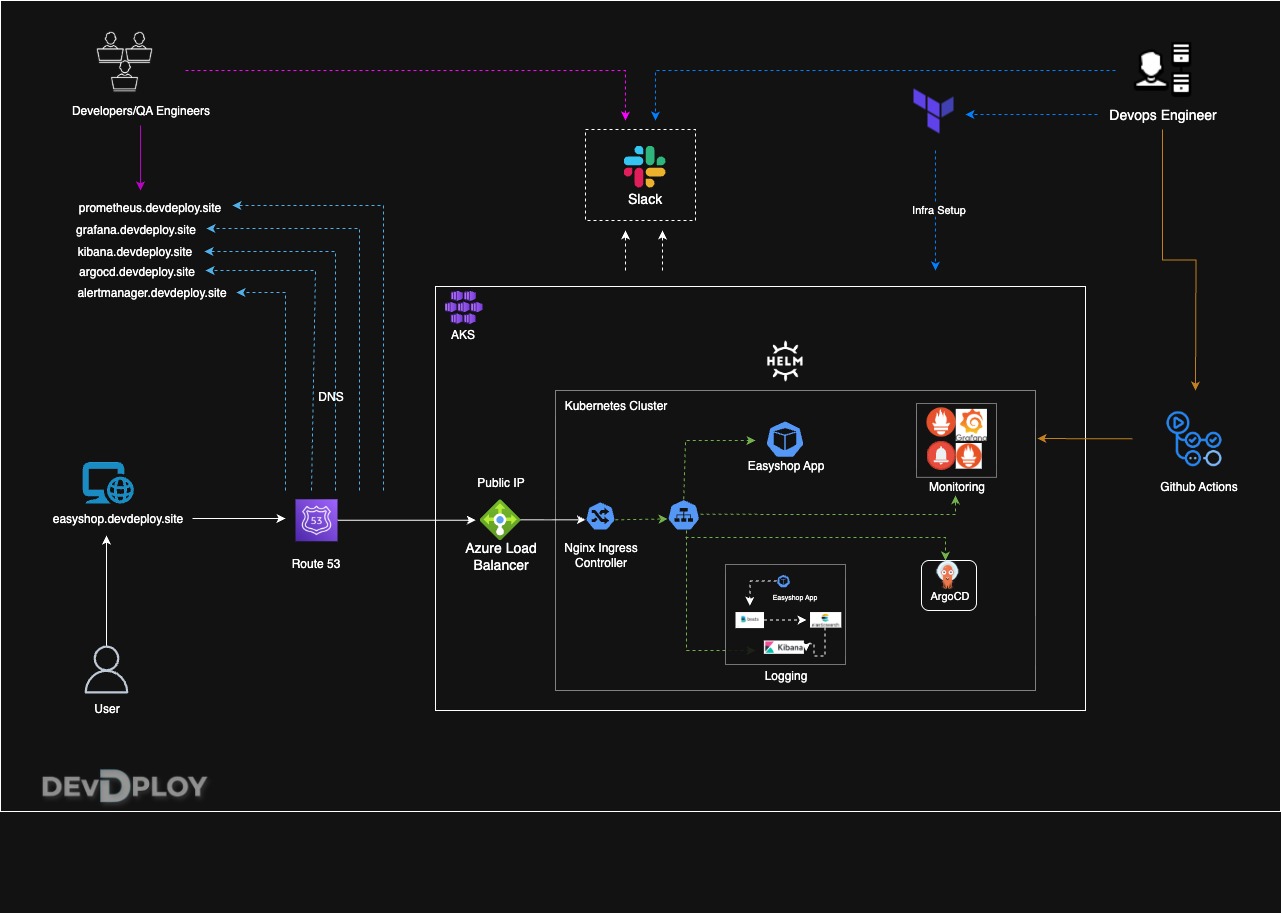 Developers/QA Engineers
Devops Engineer
prometheus.devdeploy.site
grafana.devdeploy.site
kibana.devdeploy.site
argocd.devdeploy.site
alertmanager.devdeploy.site
Slack
Infra Setup
AKS
HELM
DNS
Kubernetes Cluster
Easyshop App
Grafana
Monitoring
Github Actions
easyshop.devdeploy.site
53
Route 53
Public IP
Azure Load
Balancer
Nginx Ingress
Controller
ArgoCD
Easyshop App
beats
elasticsearch
Kibana
Logging
User
DEVDPLOY